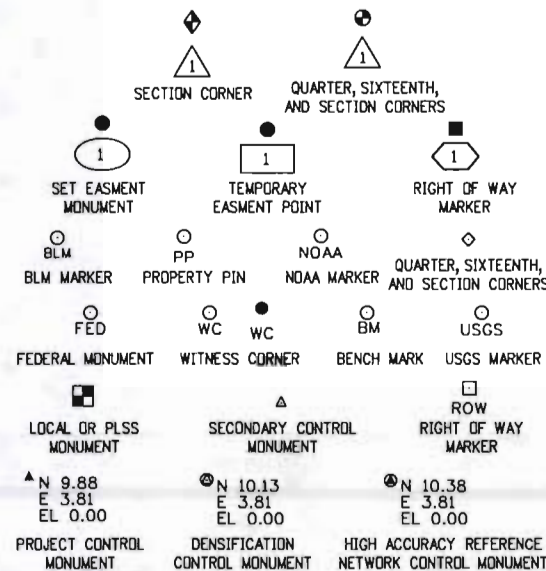 1 1
SECTION CORNER QUARTER, SIXTEENTH,
AND SECTION CORNERS
1 1 1
SET EASMENT TEMPORARY RIGHT OF WAY
MONUMENT EASMENT POINT MARKER
BLM PP NOAA
BLM MARKER PROPERTY PIN NOAA MARKER QUARTER, SIXTEENTH,
AND SECTION CORNERS
FED WC WC BM USGS
FEDERAL MONUMENT WITNESS CORNER BENCH MARK USGS MARKER
ROW
LOCAL OR PLSS SECONDARY CONTROL RIGHT OF WAY
MONUMENT MONUMENT MARKER
N 9.88 N 10.13 N 10.38
E 3.81 E 3.81 E 3.81
EL 0.00 EL 0.00 EL 0.00
PROJECT CONTROL DENSIFICATION HIGH ACCURACY REFERENCE
MONUMENT CONTROL MONUMENT NETWORK CONTROL MONUMENT